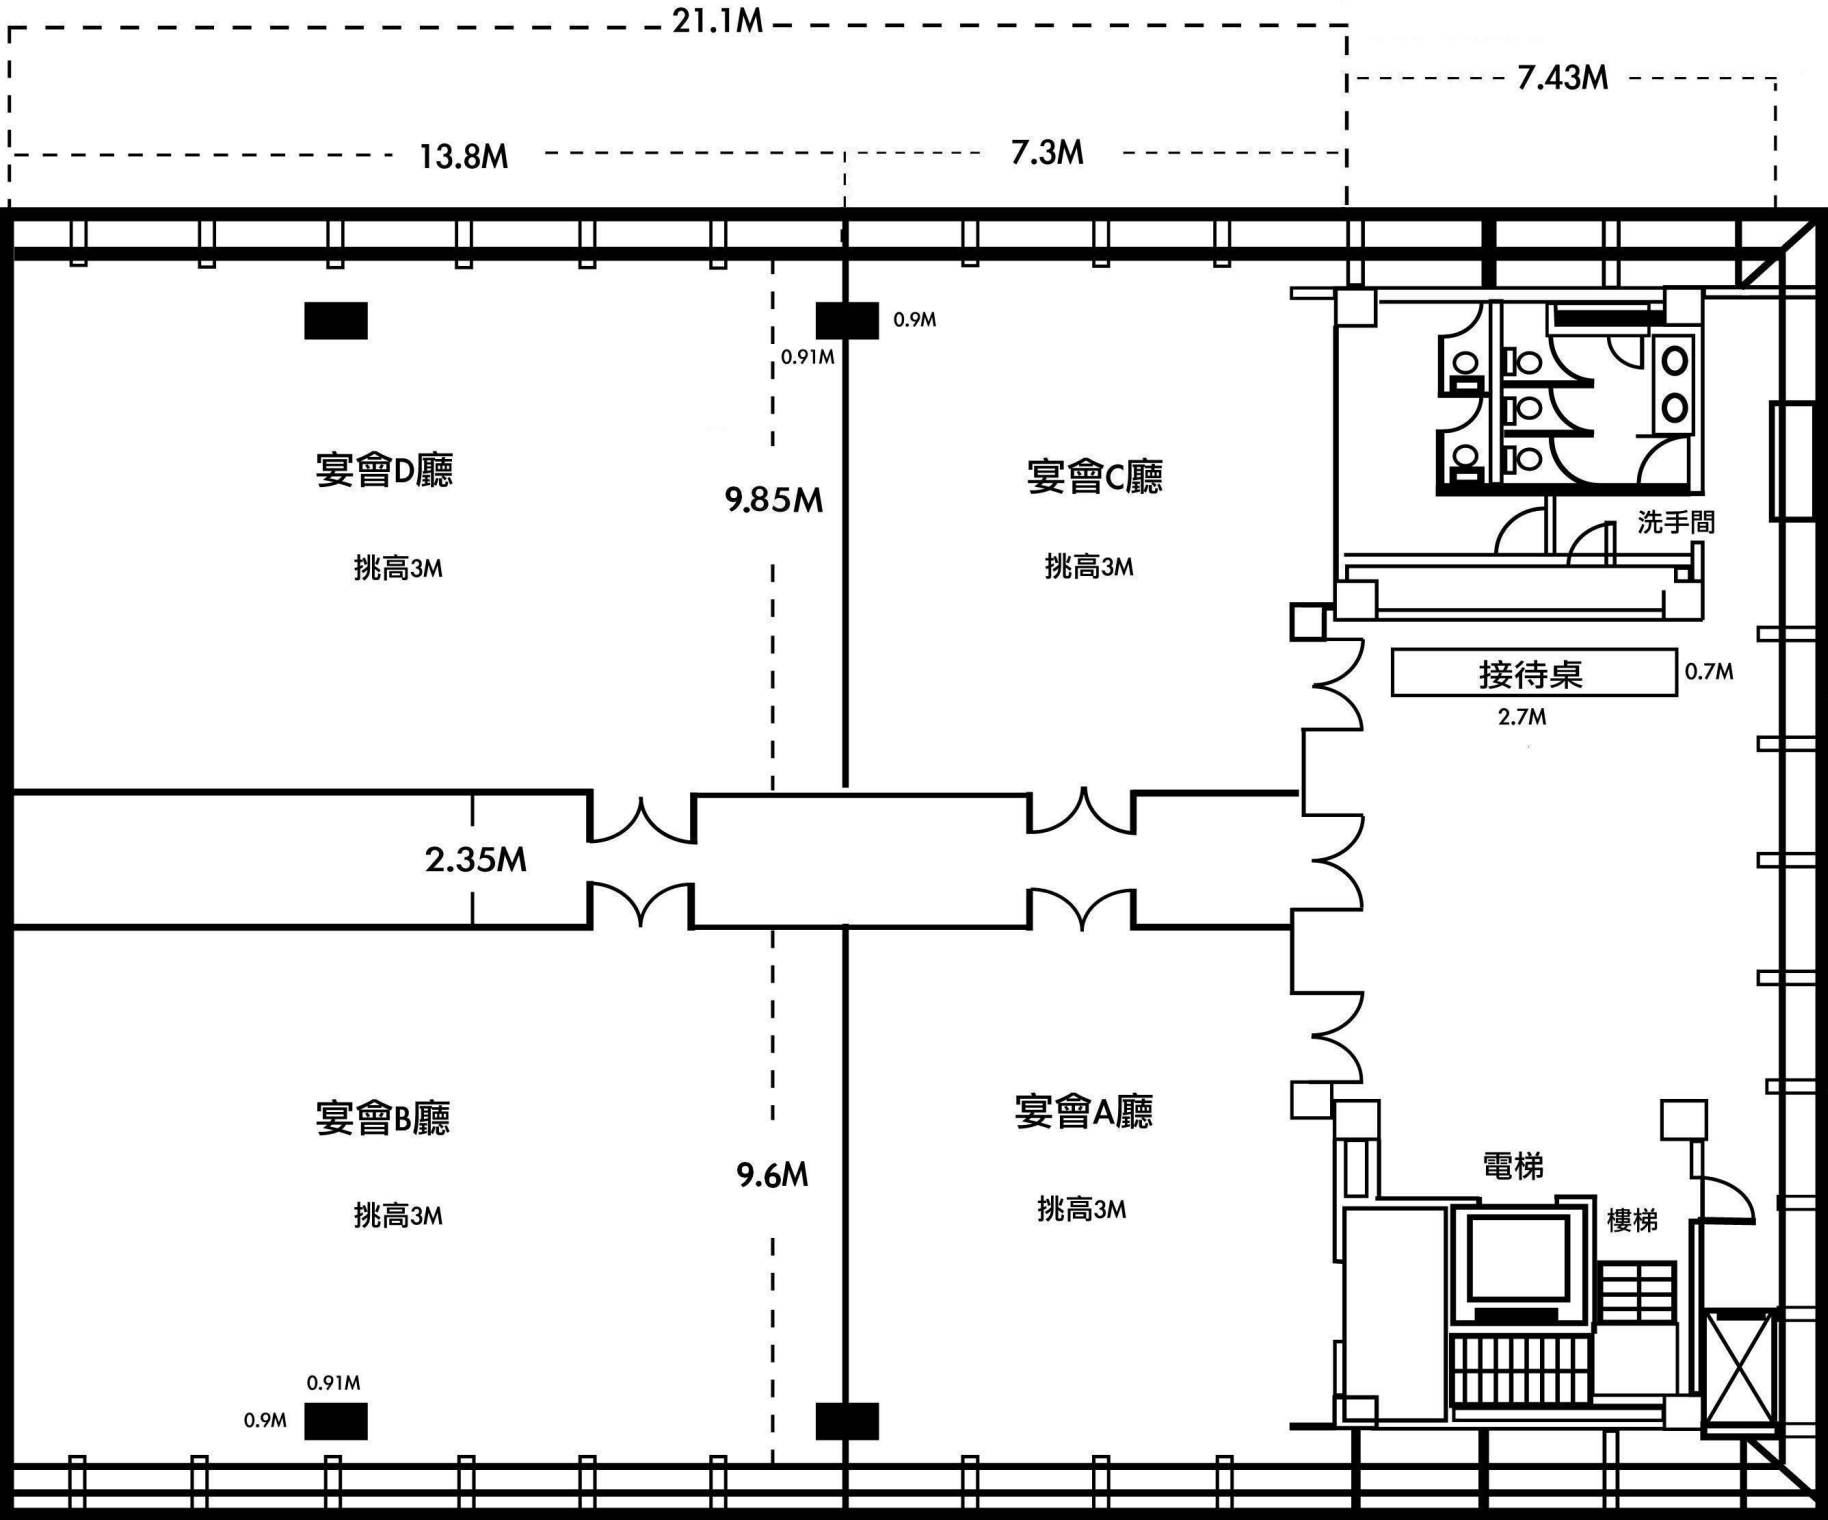 21.1M
7.43M
13.8M
7.3M
0.9M
0.91M
宴會D廳
宴會C廳
9.85M
洗手間
挑高3M
挑高3M
接待桌
0.7M
2.7M
2.35M
宴會B廳
宴會A廳
9.6M
電梯
挑高3M
挑高3M
樓梯
0.91M
0.9M